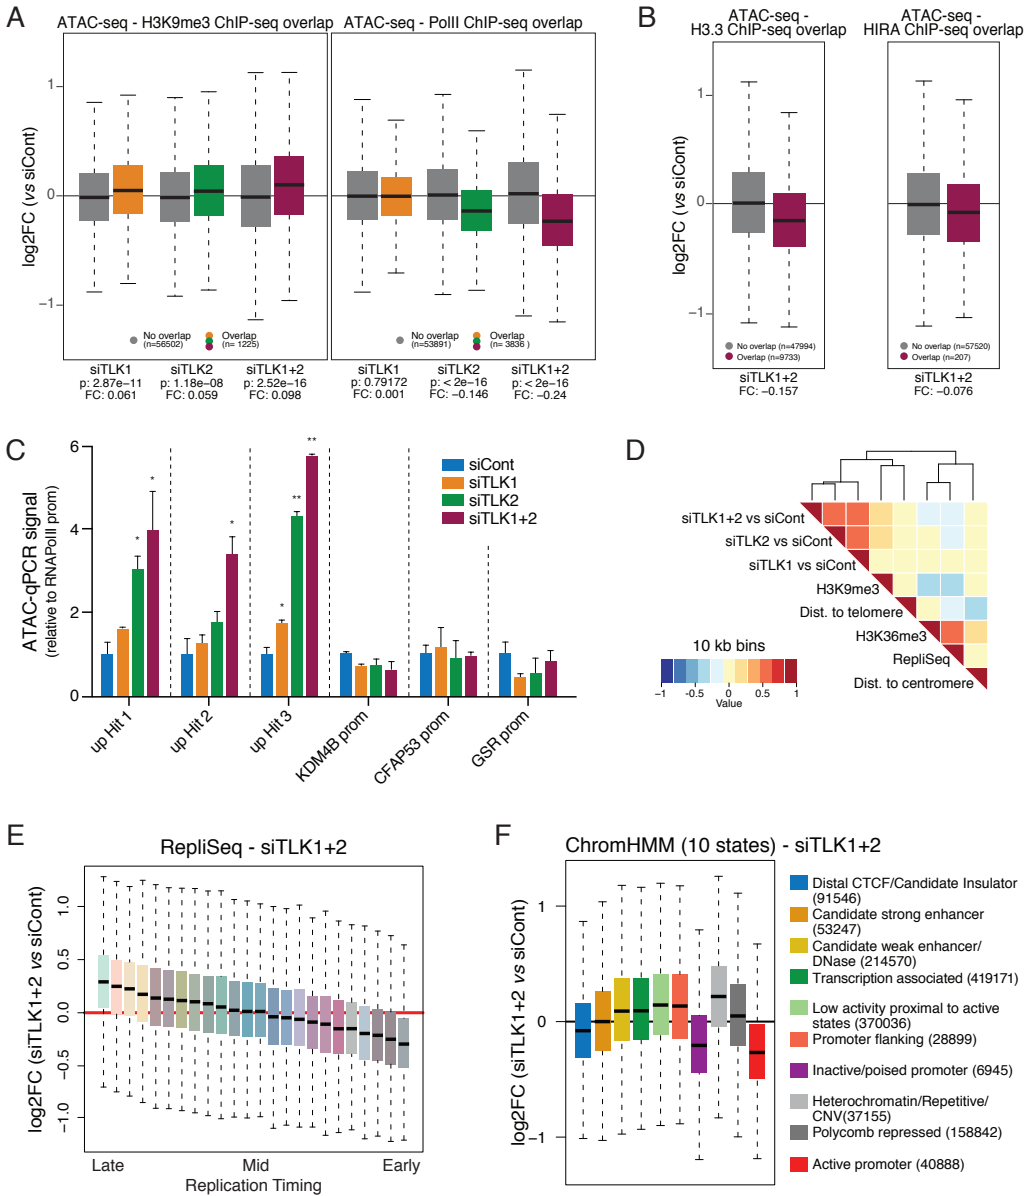 A
ATAC-seq - H3K9me3 ChIP-seq overlap
ATAC-seq - PolII ChIP-seq overlap
log2FC (vs siCont)
1
0
−1
No overlap
(n=56502)
Overlap
(n= 1225)
No overlap
(n=53891)
Overlap
(n= 3836 )
siTLK1
p: 2.87e−11
FC: 0.061
siTLK2
p: 1.18e−08
FC: 0.059
siTLK1+2
p: 2.52e−16
FC: 0.098
siTLK1
p: 0.79172
FC: 0.001
siTLK2
p: < 2e−16
FC: −0.146
siTLK1+2
p: <2e−16
FC: −0.24
B
ATAC-seq -
H3.3 ChIP-seq overlap
ATAC-seq -
HIRA ChIP-seq overlap
log2FC (vs siCont)
1
0
−1
No overlap (n=47994)
Overlap (n=9733)
No overlap (n=57520)
Overlap (n=207)
siTLK1+2
FC: −0.157
siTLK1+2
FC: −0.076
C
ATAC-qPCR signal
(relative to RNAPolII prom)
6
4
2
0
*
*
*
*
**
**
siCont
siTLK1
siTLK2
siTLK1+2
up Hit 1
up Hit 2
up Hit 3
KDM4B prom
CFAP53 prom
GSR prom
D
siTLK1+2 vs siCont
siTLK2 vs siCont
siTLK1 vs siCont
H3K9me3
Dist. to telomere
H3K36me3
RepliSeq
Dist. to centromere
10 kb bins
−1 −0.5 0 0.5 1
Value
E
RepliSeq - siTLK1+2
log2FC (siTLK1+2 vs siCont)
1.0
0.5
0.0
−0.5
−1.0
Late
Mid
Early
Replication Timing
F
ChromHMM (10 states) - siTLK1+2
log2FC (siTLK1+2 vs siCont)
1
0
−1
Distal CTCF/Candidate Insulator
(91546)
Candidate strong enhancer
(53247)
Candidate weak enhancer/
DNase (214570)
Transcription associated (419171)
Low activity proximal to active
states (370036)
Promoter flanking (28899)
Inactive/poised promoter (6945)
Heterochromatin/Repetitive/
CNV(37155)
Polycomb repressed (158842)
Active promoter (40888)